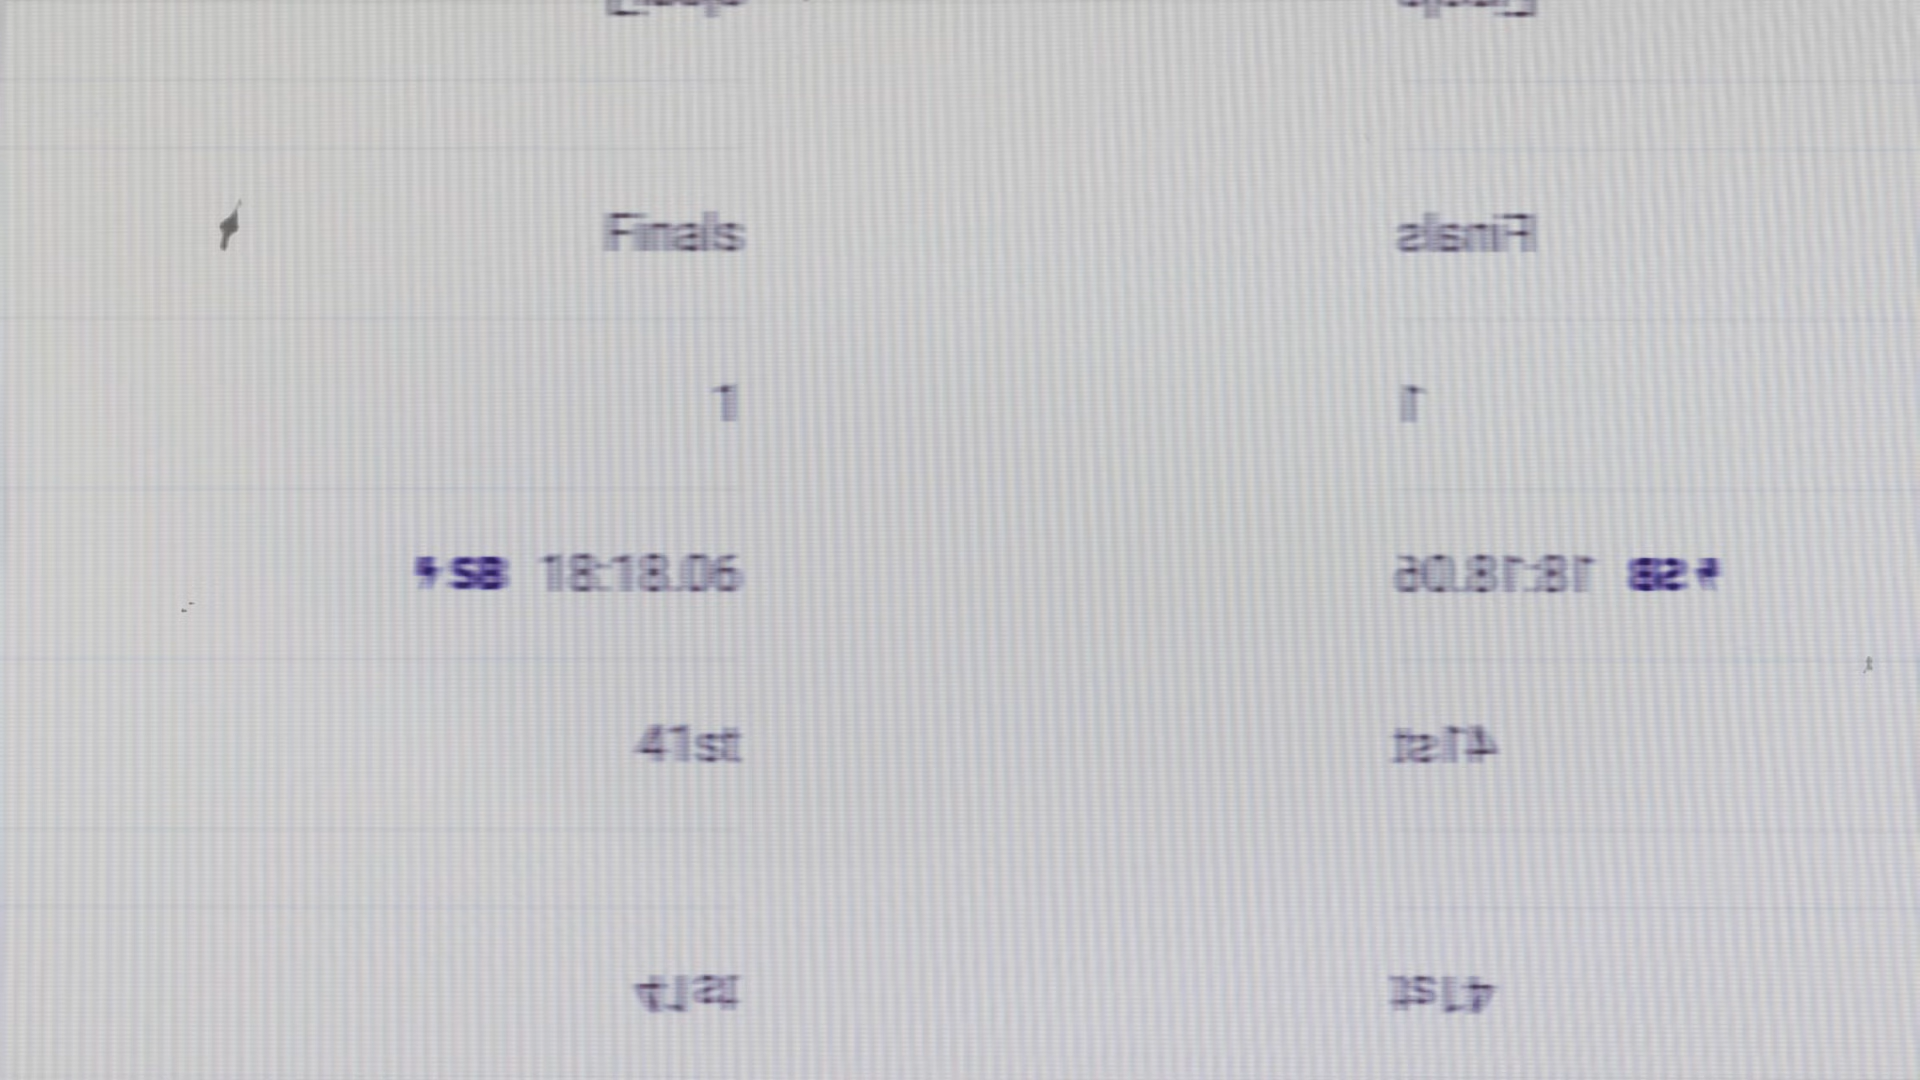 Finals Finals
1 1
SB 18:18.06 18:18.06 SB
41st 41st
41st 41st